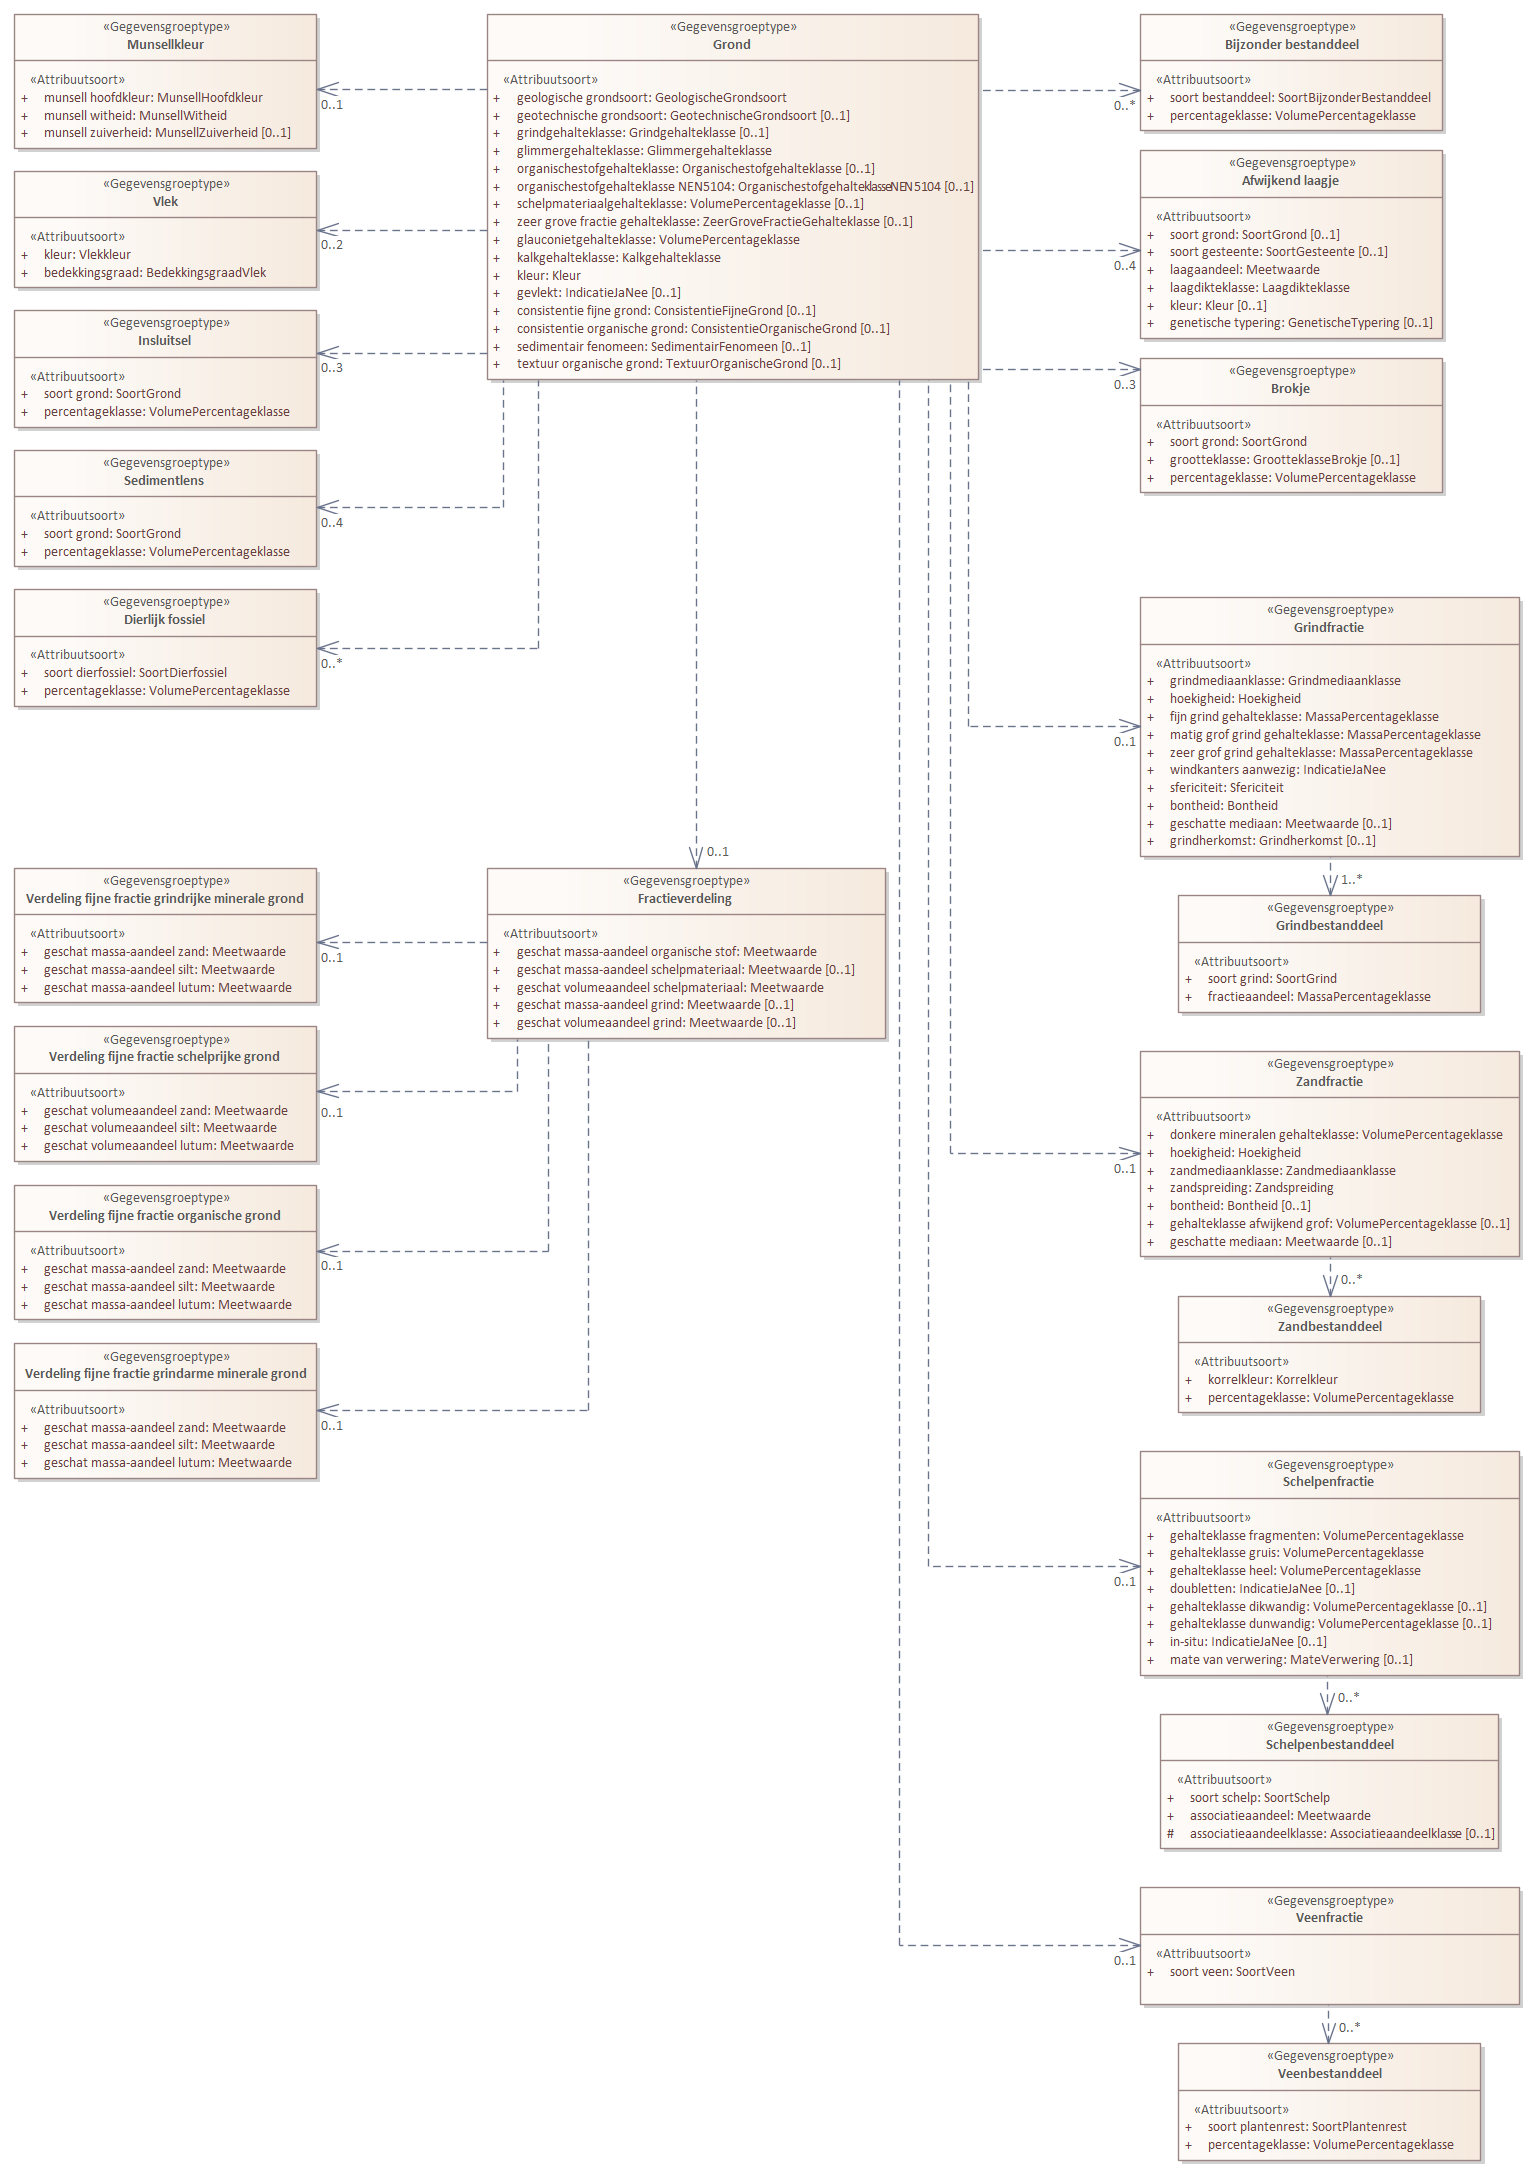 «Gegevensgroeptype»
Munsellkleur
«Attribuutsoort»
+ munsell hoofdkleur: MunsellHoofdkleur
+ munsell witheid: MunsellWitheid
+ munsell zuiverheid: MunsellZuiverheid [0..1]
0..1
«Gegevensgroeptype»
Vlek
«Attribuutsoort»
+ kleur: Vlekkleur
+ bedekkingsgraad: BedekkingsgraadVlek
0..2
«Gegevensgroeptype»
Insluitsel
«Attribuutsoort»
+ soort grond: SoortGrond
+ percentageklasse: VolumePercentageklasse
0..3
«Gegevensgroeptype»
Sedimentlens
«Attribuutsoort»
+ soort grond: SoortGrond
+ percentageklasse: VolumePercentageklasse
0..4
«Gegevensgroeptype»
Dierlijk fossiel
«Attribuutsoort»
+ soort dierfossiel: SoortDierfossiel
+ percentageklasse: VolumePercentageklasse
0..*
«Gegevensgroeptype»
Grond
«Attribuutsoort»
+ geologische grondsoort: GeologischeGrondsoort
+ geotechnische grondsoort: GeotechnischeGrondsoort [0..1]
+ grindgehalteklasse: Grindgehalteklasse [0..1]
+ glimmergehalteklasse: Glimmergehalteklasse
+ organischestofgehalteklasse: Organischestofgehalteklasse [0..1]
+ organischestofgehalteklasse NEN5104: OrganischestofgehalteklasseNEN5104 [0..1]
+ schelpmateriaalgehalteklasse: VolumePercentageklasse [0..1]
+ zeer grove fractie gehalteklasse: ZeerGroveFractieGehalteklasse [0..1]
+ glauconietgehalteklasse: VolumePercentageklasse
+ kalkgehalteklasse: Kalkgehalteklasse
+ kleur: Kleur
+ gevlekt: IndicatieJaNee [0..1]
+ consistentie fijne grond: ConsistentieFijneGrond [0..1]
+ consistentie organische grond: ConsistentieOrganischeGrond [0..1]
+ sedimentair fenomeen: SedimentairFenomeen [0..1]
+ textuur organische grond: TextuurOrganischeGrond [0..1]
«Gegevensgroeptype»
Bijzonder bestanddeel
«Attribuutsoort»
+ soort bestanddeel: SoortBijzonderBestanddeel
+ percentageklasse: VolumePercentageklasse
0..*
«Gegevensgroeptype»
Afwijkend laagje
«Attribuutsoort»
+ soort grond: SoortGrond [0..1]
+ soort gesteente: SoortGesteente [0..1]
+ laagaandeel: Meetwaarde
+ laagdikteklasse: Laagdikteklasse
+ kleur: Kleur [0..1]
+ genetische typering: GenetischeTypering [0..1]
0..4
«Gegevensgroeptype»
Brokje
«Attribuutsoort»
+ soort grond: SoortGrond
+ grootteklasse: GrootteklasseBrokje [0..1]
+ percentageklasse: VolumePercentageklasse
0..3
«Gegevensgroeptype»
Grindfractie
«Attribuutsoort»
+ grindmediaanklasse: Grindmediaanklasse
+ hoekigheid: Hoekigheid
+ fijn grind gehalteklasse: MassaPercentageklasse
+ matig grof grind gehalteklasse: MassaPercentageklasse
+ zeer grof grind gehalteklasse: MassaPercentageklasse
+ windkanters aanwezig: IndicatieJaNee
+ sfericiteit: Sfericiteit
+ bontheid: Bontheid
+ geschatte mediaan: Meetwaarde [0..1]
+ grindherkomst: Grindherkomst [0..1]
0..1
1..*
«Gegevensgroeptype»
Grindbestanddeel
«Attribuutsoort»
+ soort grind: SoortGrind
+ fractieaandeel: MassaPercentageklasse
0..1
«Gegevensgroeptype»
Fractieverdeling
«Attribuutsoort»
+ geschat massa-aandeel organische stof: Meetwaarde
+ geschat massa-aandeel schelpmateriaal: Meetwaarde [0..1]
+ geschat volumeaandeel schelpmateriaal: Meetwaarde
+ geschat massa-aandeel grind: Meetwaarde [0..1]
+ geschat volumeaandeel grind: Meetwaarde [0..1]
«Gegevensgroeptype»
Verdeling fijne fractie grindrijke minerale grond
«Attribuutsoort»
+ geschat massa-aandeel zand: Meetwaarde
+ geschat massa-aandeel silt: Meetwaarde
+ geschat massa-aandeel lutum: Meetwaarde
0..1
«Gegevensgroeptype»
Verdeling fijne fractie schelprijke grond
«Attribuutsoort»
+ geschat volumeaandeel zand: Meetwaarde
+ geschat volumeaandeel silt: Meetwaarde
+ geschat volumeaandeel lutum: Meetwaarde
0..1
«Gegevensgroeptype»
Verdeling fijne fractie organische grond
«Attribuutsoort»
+ geschat massa-aandeel zand: Meetwaarde
+ geschat massa-aandeel silt: Meetwaarde
+ geschat massa-aandeel lutum: Meetwaarde
0..1
«Gegevensgroeptype»
Verdeling fijne fractie grindarme minerale grond
«Attribuutsoort»
+ geschat massa-aandeel zand: Meetwaarde
+ geschat massa-aandeel silt: Meetwaarde
+ geschat massa-aandeel lutum: Meetwaarde
0..1
«Gegevensgroeptype»
Zandfractie
«Attribuutsoort»
+ donkere mineralen gehalteklasse: VolumePercentageklasse
+ hoekigheid: Hoekigheid
+ zandmediaanklasse: Zandmediaanklasse
+ zandspreiding: Zandspreiding
+ bontheid: Bontheid [0..1]
+ gehalteklasse afwijkend grof: VolumePercentageklasse [0..1]
+ geschatte mediaan: Meetwaarde [0..1]
0..1
0..*
«Gegevensgroeptype»
Zandbestanddeel
«Attribuutsoort»
+ korrelkleur: Korrelkleur
+ percentageklasse: VolumePercentageklasse
«Gegevensgroeptype»
Schelpenfractie
«Attribuutsoort»
+ gehalteklasse fragmenten: VolumePercentageklasse
+ gehalteklasse gruis: VolumePercentageklasse
+ gehalteklasse heel: VolumePercentageklasse
+ doubletten: IndicatieJaNee [0..1]
+ gehalteklasse dikwandig: VolumePercentageklasse [0..1]
+ gehalteklasse dunwandig: VolumePercentageklasse [0..1]
+ in-situ: IndicatieJaNee [0..1]
+ mate van verwering: MateVerwering [0..1]
0..1
0..*
«Gegevensgroeptype»
Schelpenbestanddeel
«Attribuutsoort»
+ soort schelp: SoortSchelp
+ associatieaandeel: Meetwaarde
# associatieaandeelklasse: Associatieaandeelklasse [0..1]
«Gegevensgroeptype»
Veenfractie
«Attribuutsoort»
+ soort veen: SoortVeen
0..1
0..*
«Gegevensgroeptype»
Veenbestanddeel
«Attribuutsoort»
+ soort plantenrest: SoortPlantenrest
+ percentageklasse: VolumePercentageklasse